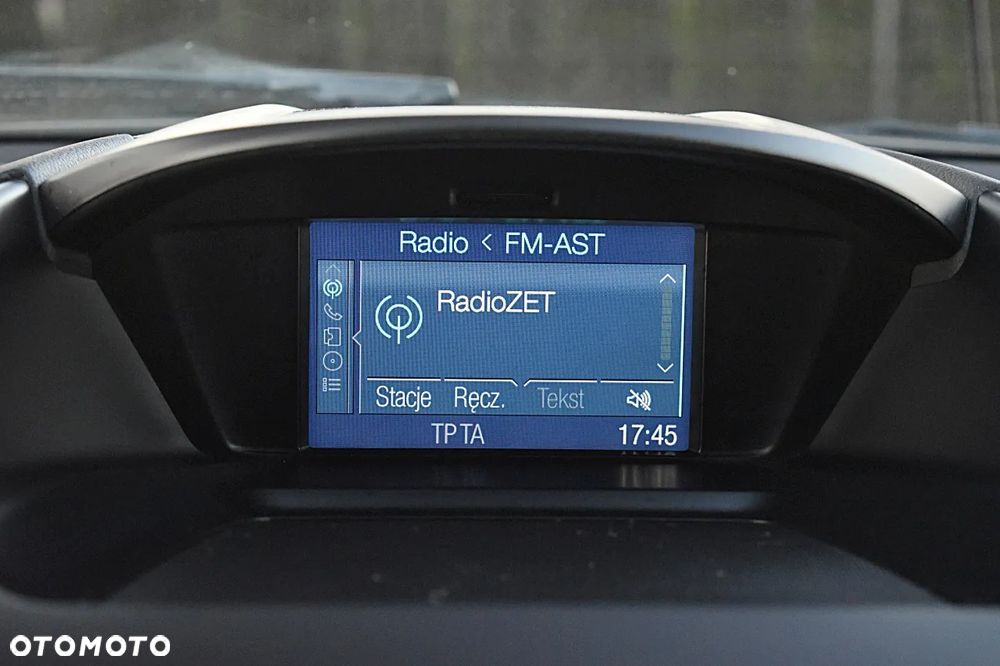 Radio < FM-AST
RadioZET
Stacje Ręcz. Tekst
TP TA 17:45
OTOMOTO